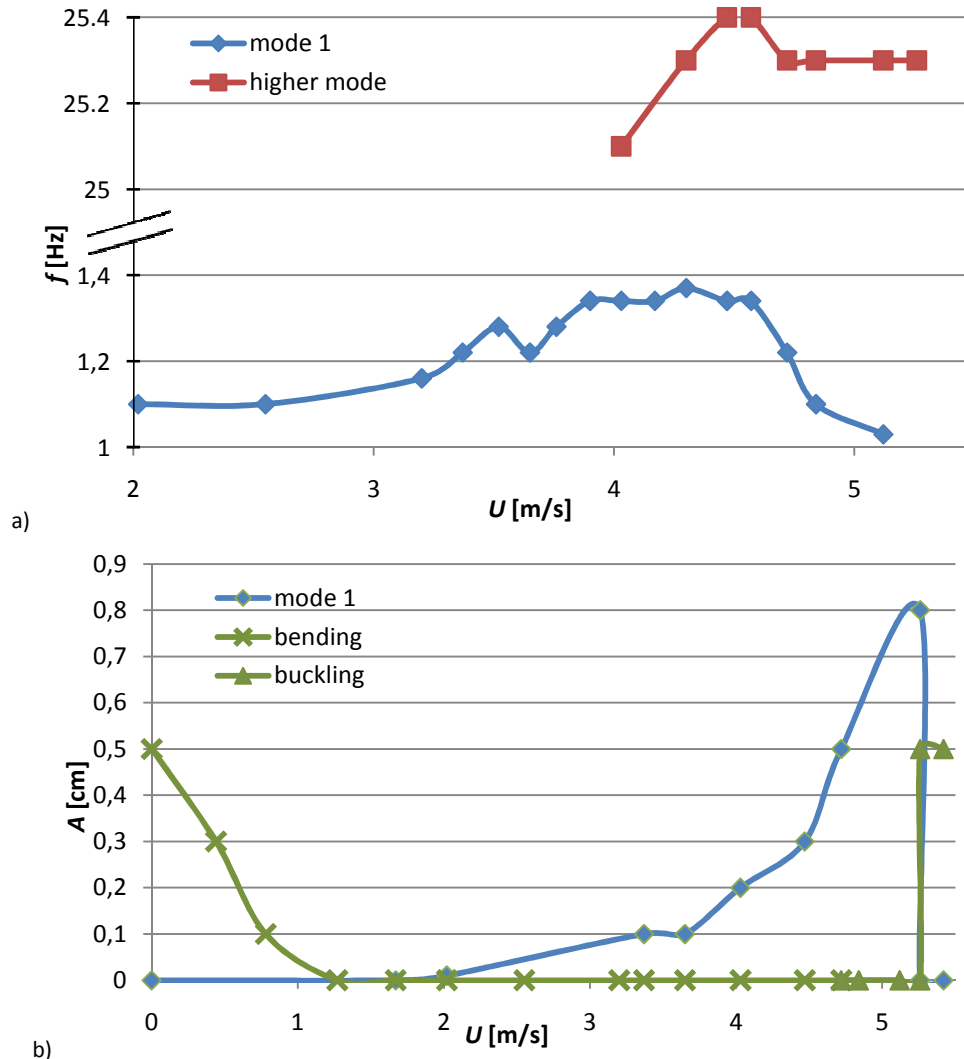 25.4
25.2
25
1,4
1,2
1
f [Hz]
mode 1
higher mode
2 3 4 5
U [m/s]
a)
0,9
0,8
0,7
0,6
0,5
0,4
0,3
0,2
0,1
0
A [cm]
mode 1
bending
buckling
0 1 2 3 4 5
U [m/s]
b)